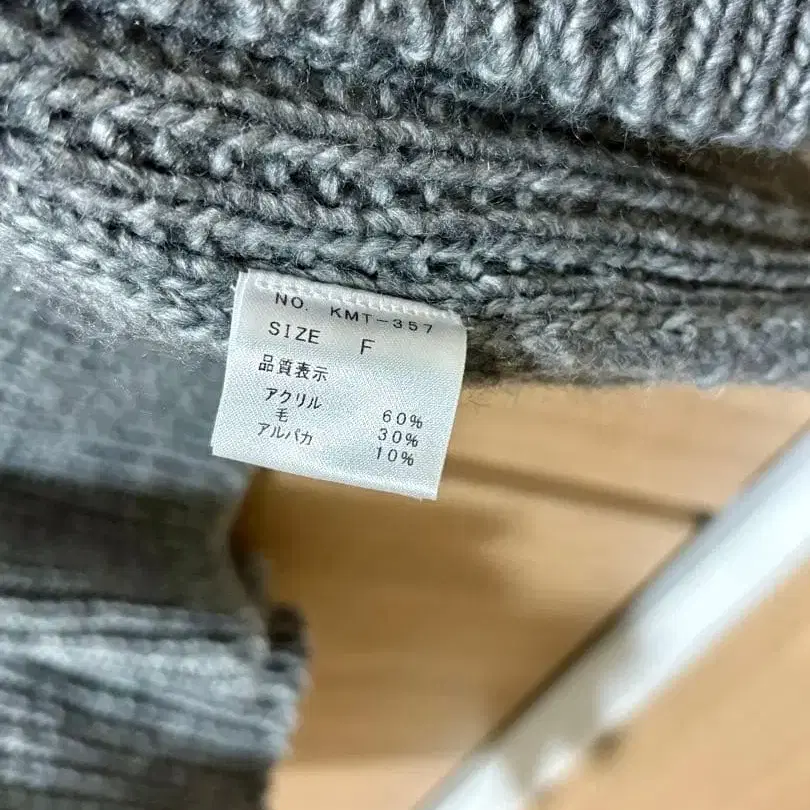 NO. KMT-357
SIZE F
品質表示
アクリル 60%
毛 30%
アルパカ 10%